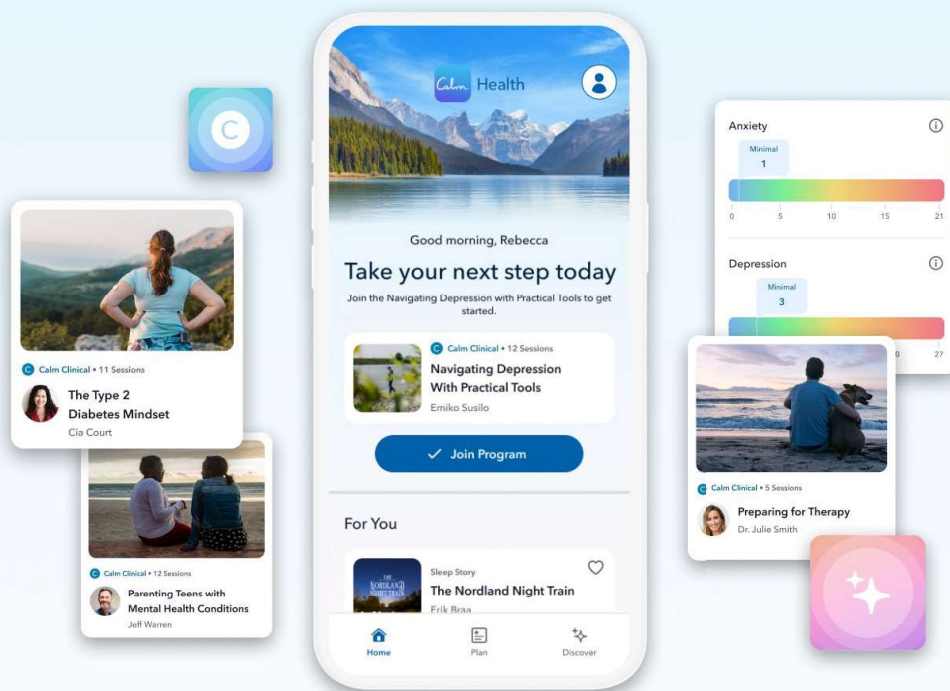 C
C Calm Clinical • 11 Sessions
The Type 2
Diabetes Mindset
Cia Court
C Calm Clinical • 12 Sessions
Parenting Teens with
Mental Health Conditions
Jeff Warren
Calm Health
Good morning, Rebecca
Take your next step today
Join the Navigating Depression with Practical Tools to get
started.
C Calm Clinical • 12 Sessions
Navigating Depression
With Practical Tools
Emiko Susilo
✓ Join Program
For You
THE
NORDLAND
NIGHT TRAIN
Sleep Story
The Nordland Night Train
Erik Braa
Home Plan Discover
Anxiety
Minimal
1
0 5 10 15 21
Depression
Minimal
3
0 27
C Calm Clinical • 5 Sessions
Preparing for Therapy
Dr. Julie Smith